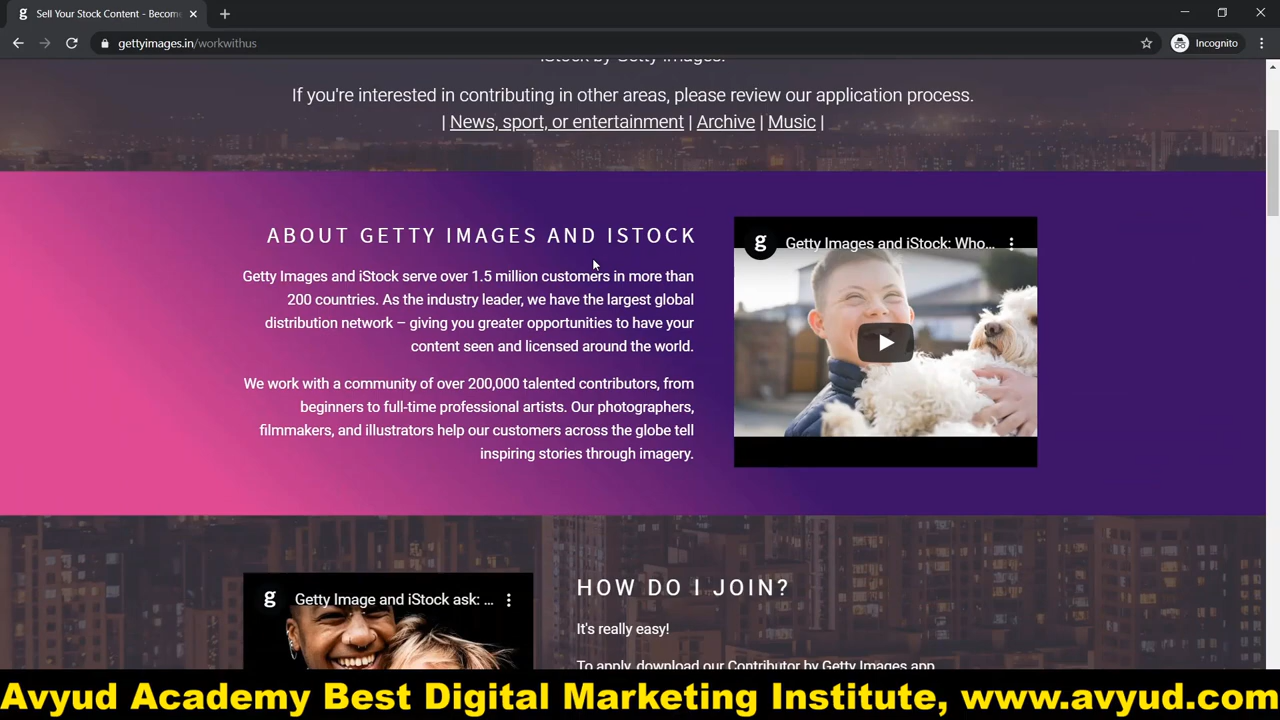 g Sell Your Stock Content - Become
gettyimages.in/workwithus
Incognito
iStock by Getty Images.
If you're interested in contributing in other areas, please review our application process.
| News, sport, or entertainment | Archive | Music |
ABOUT GETTY IMAGES AND ISTOCK
Getty Images and iStock serve over 1.5 million customers in more than
200 countries. As the industry leader, we have the largest global
distribution network – giving you greater opportunities to have your
content seen and licensed around the world.
We work with a community of over 200,000 talented contributors, from
beginners to full-time professional artists. Our photographers,
filmmakers, and illustrators help our customers across the globe tell
inspiring stories through imagery.
g Getty Images and iStock: Who...
g Getty Image and iStock ask: ...
HOW DO I JOIN?
It's really easy!
To apply, download our Contributor by Getty Images app
Avyud Academy Best Digital Marketing Institute, www.avyud.com